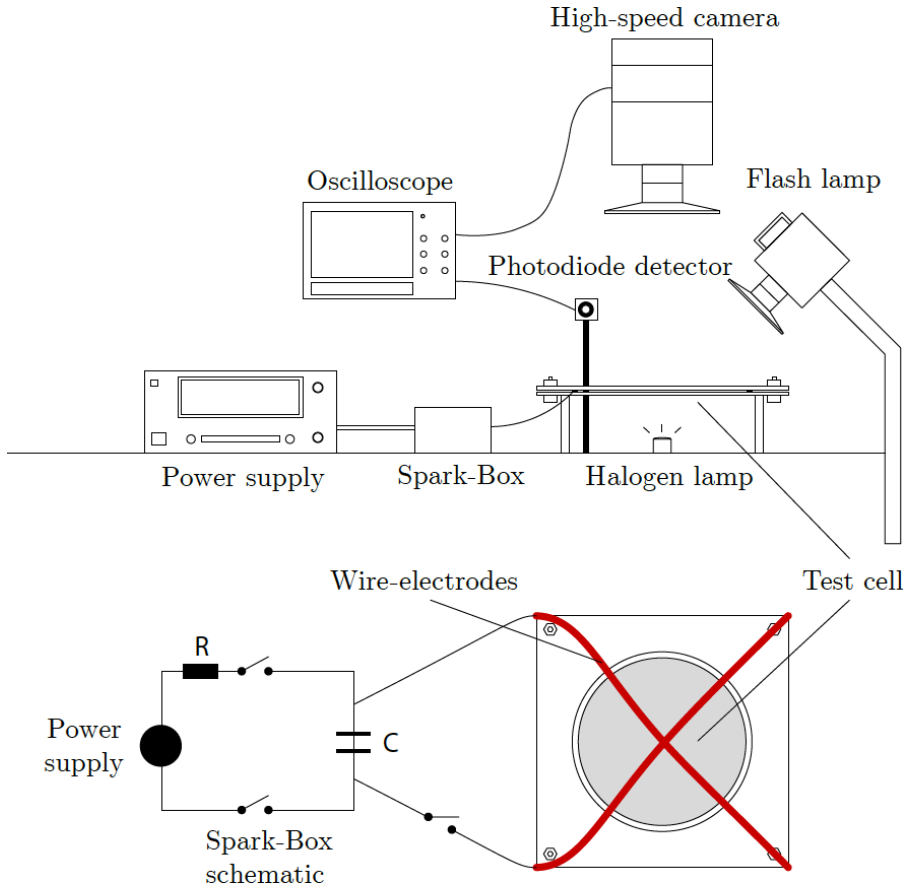 High-speed camera
Oscilloscope
Flash lamp
Photodiode detector
Power supply
Spark-Box
Halogen lamp
Wire-electrodes
Test cell
R
Power
supply
C
Spark-Box
schematic